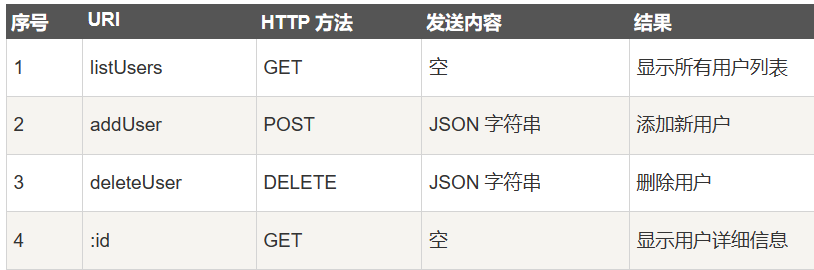 序号 URI HTTP 方法 发送内容 结果
1 listUsers GET 空 显示所有用户列表
2 addUser POST JSON 字符串 添加新用户
3 deleteUser DELETE JSON 字符串 删除用户
4 :id GET 空 显示用户详细信息